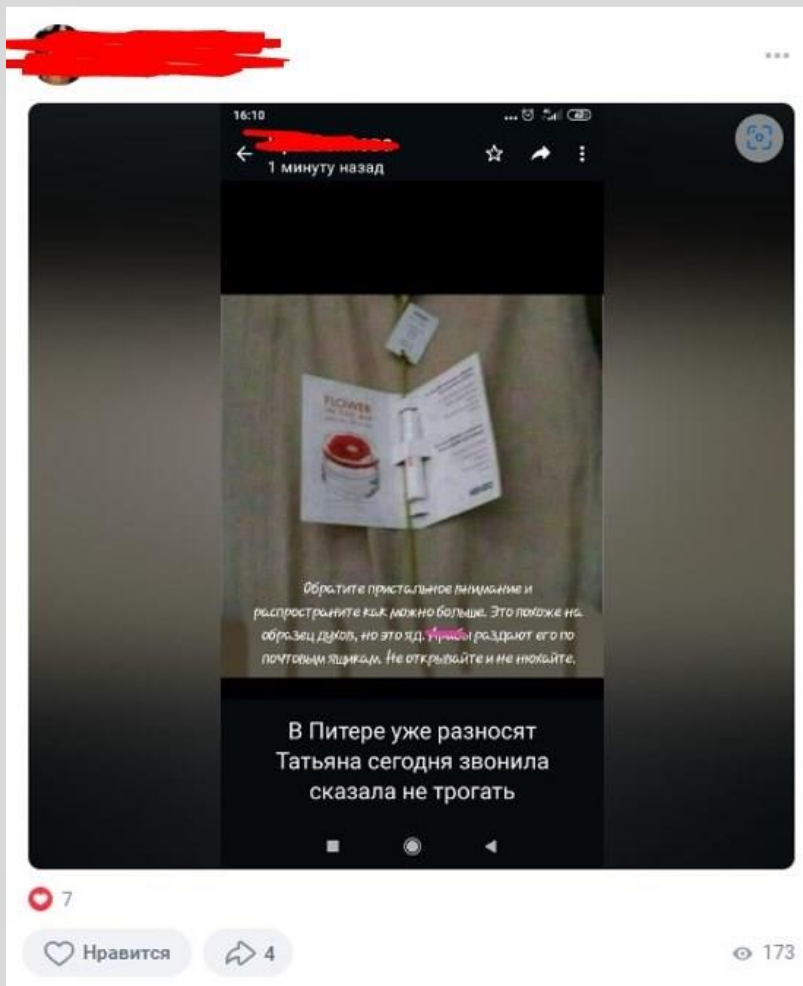 16:10
1 минуту назад
FLOWER
KENZO
Обратите пристальное внимание и
распространите как можно больше. Это похоже на
образец духов, но это яд. раздают его по
почтовым ящикам. Не открывайте и не нюхайте.
В Питере уже разносят
Татьяна сегодня звонила
сказала не трогать
7
Нравится
4
173